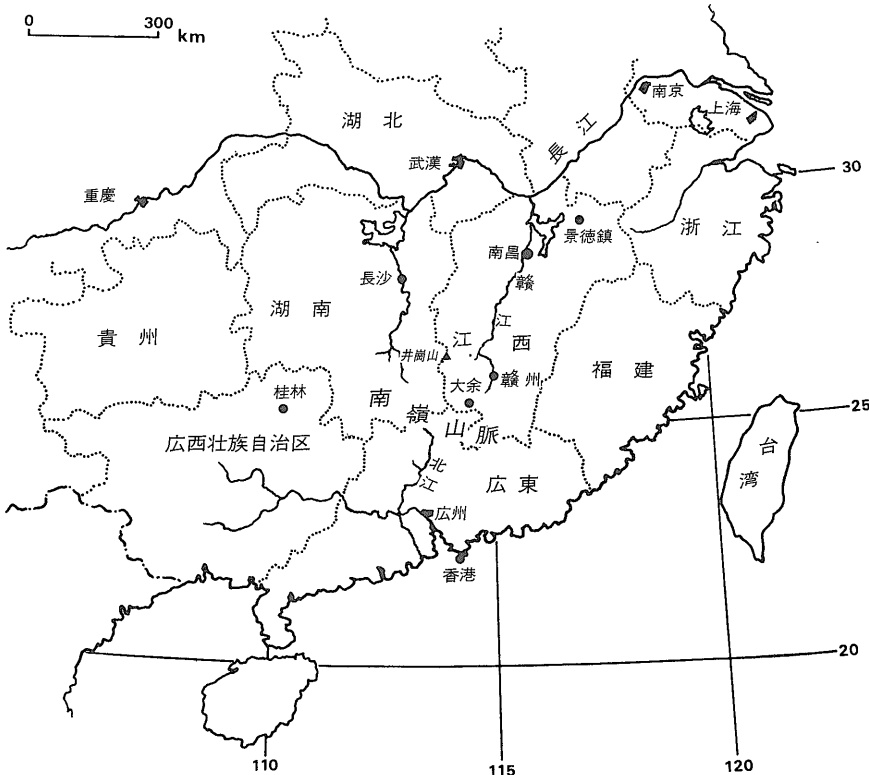 0 300 km
湖北
南京
上海
長江
武漢
30
重慶
景徳鎮
浙江
南昌
長沙
贛江
湖南
貴州
江西
井崗山
福建
贛州
桂林
大余
南嶺山脈
25
広西壮族自治区
台湾
北江
広東
広州
香港
20
110
115
120